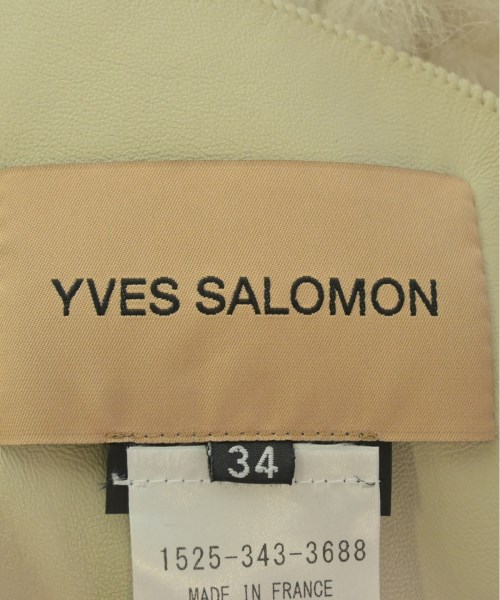 YVES SALOMON
34
1525-343-3688
MADE IN FRANCE